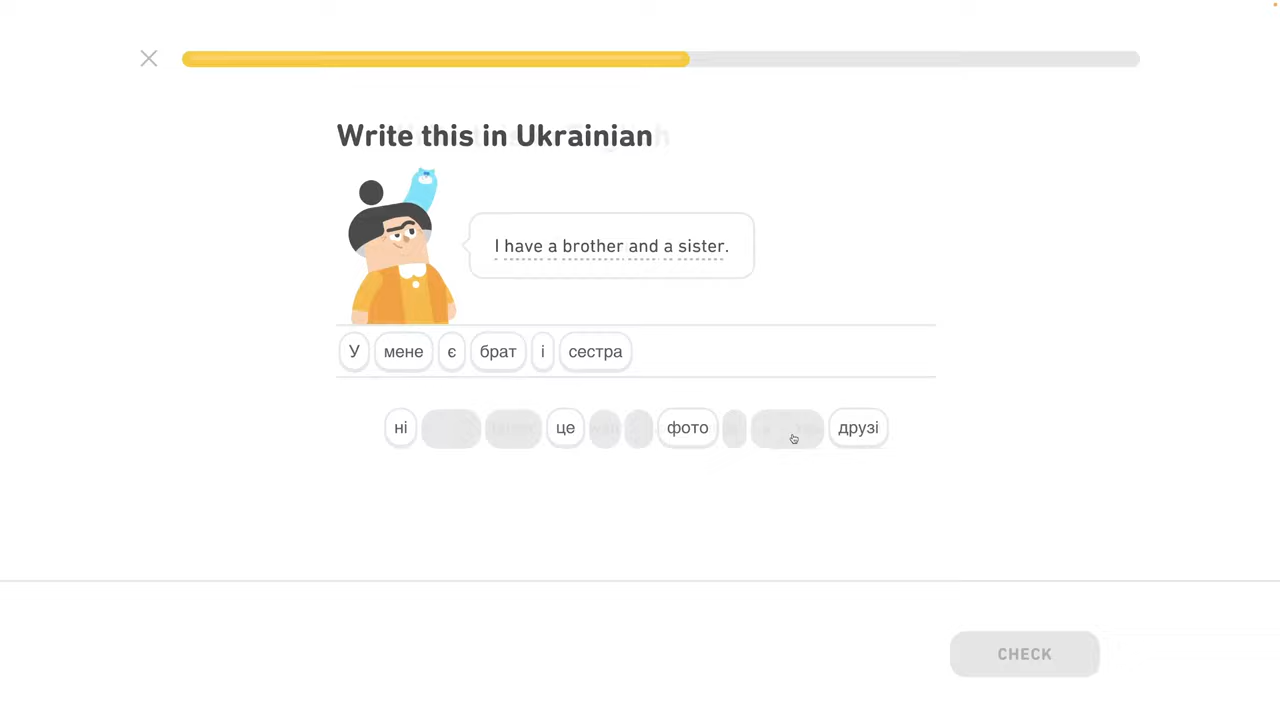 Write this in Ukrainian
I have a brother and a sister.
У мене є брат і сестра
ні це фото друзі
CHECK